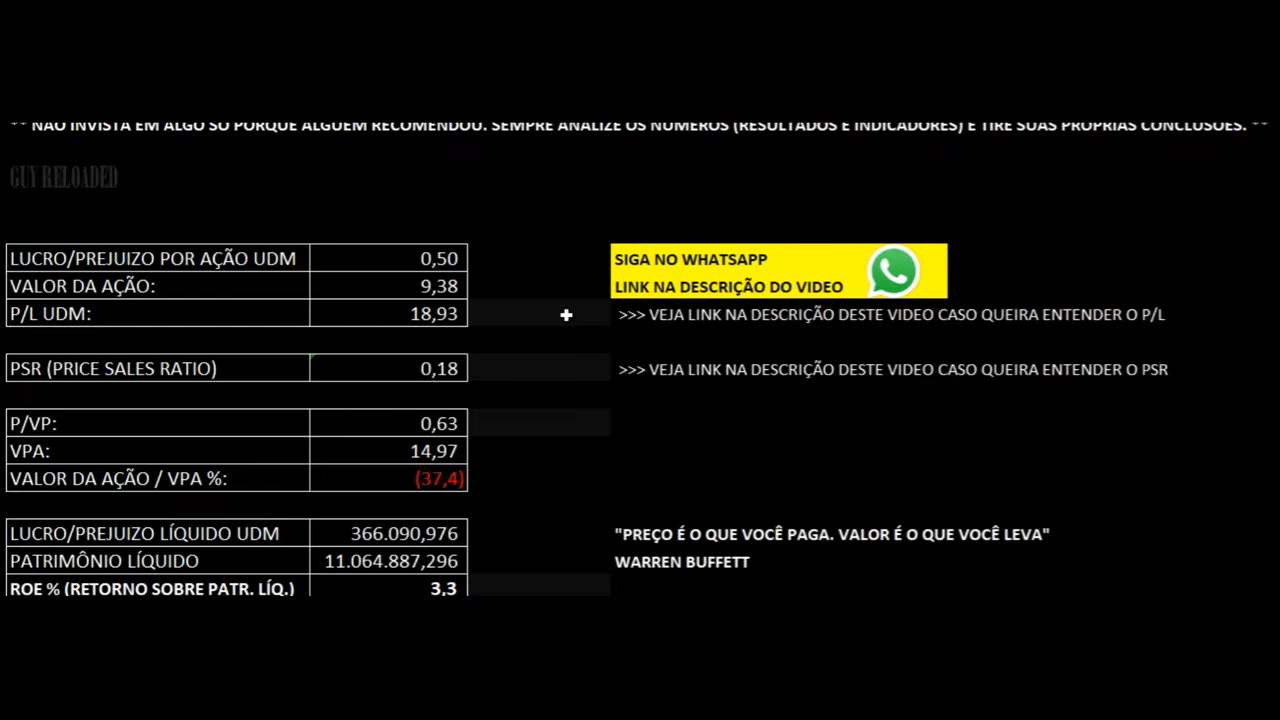 ** NÃO INVISTA EM ALGO SÓ PORQUE ALGUÉM RECOMENDOU. SEMPRE ANALIZE OS NÚMEROS (RESULTADOS E INDICADORES) E TIRE SUAS PRÓPRIAS CONCLUSÕES. **
GUY RELOADED
LUCRO/PREJUIZO POR AÇÃO UDM 0,50
SIGA NO WHATSAPP
VALOR DA AÇÃO: 9,38
LINK NA DESCRIÇÃO DO VIDEO
P/L UDM: 18,93
>>> VEJA LINK NA DESCRIÇÃO DESTE VIDEO CASO QUEIRA ENTENDER O P/L
PSR (PRICE SALES RATIO) 0,18
>>> VEJA LINK NA DESCRIÇÃO DESTE VIDEO CASO QUEIRA ENTENDER O PSR
P/VP: 0,63
VPA: 14,97
VALOR DA AÇÃO / VPA %: (37,4)
LUCRO/PREJUIZO LÍQUIDO UDM 366.090,976
"PREÇO É O QUE VOCÊ PAGA. VALOR É O QUE VOCÊ LEVA"
PATRIMÔNIO LÍQUIDO 11.064.887,296
WARREN BUFFETT
ROE % (RETORNO SOBRE PATR. LÍQ.) 3,3